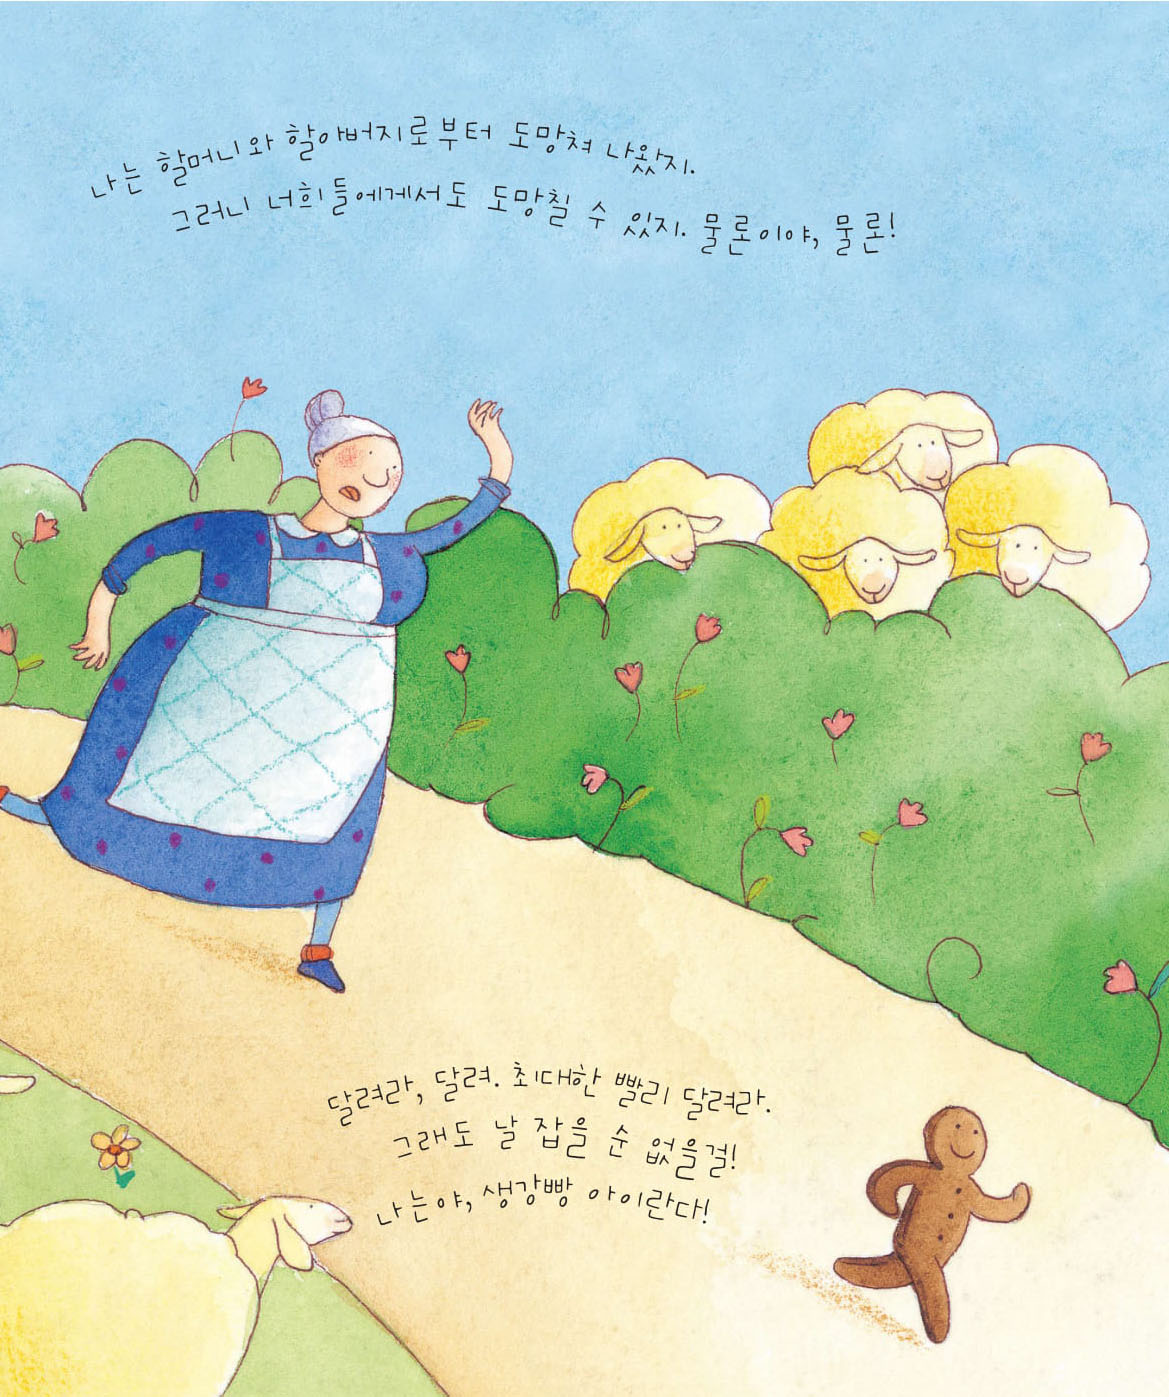 나는 할머니와 할아버지로부터 도망쳐 나왔지.
그러니 너희들에게서도 도망칠 수 있지. 물론이야, 물론!
달려라, 달려. 최대한 빨리 달려라.
그래도 날 잡을 순 없을걸!
나는야, 생강빵 아이란다!